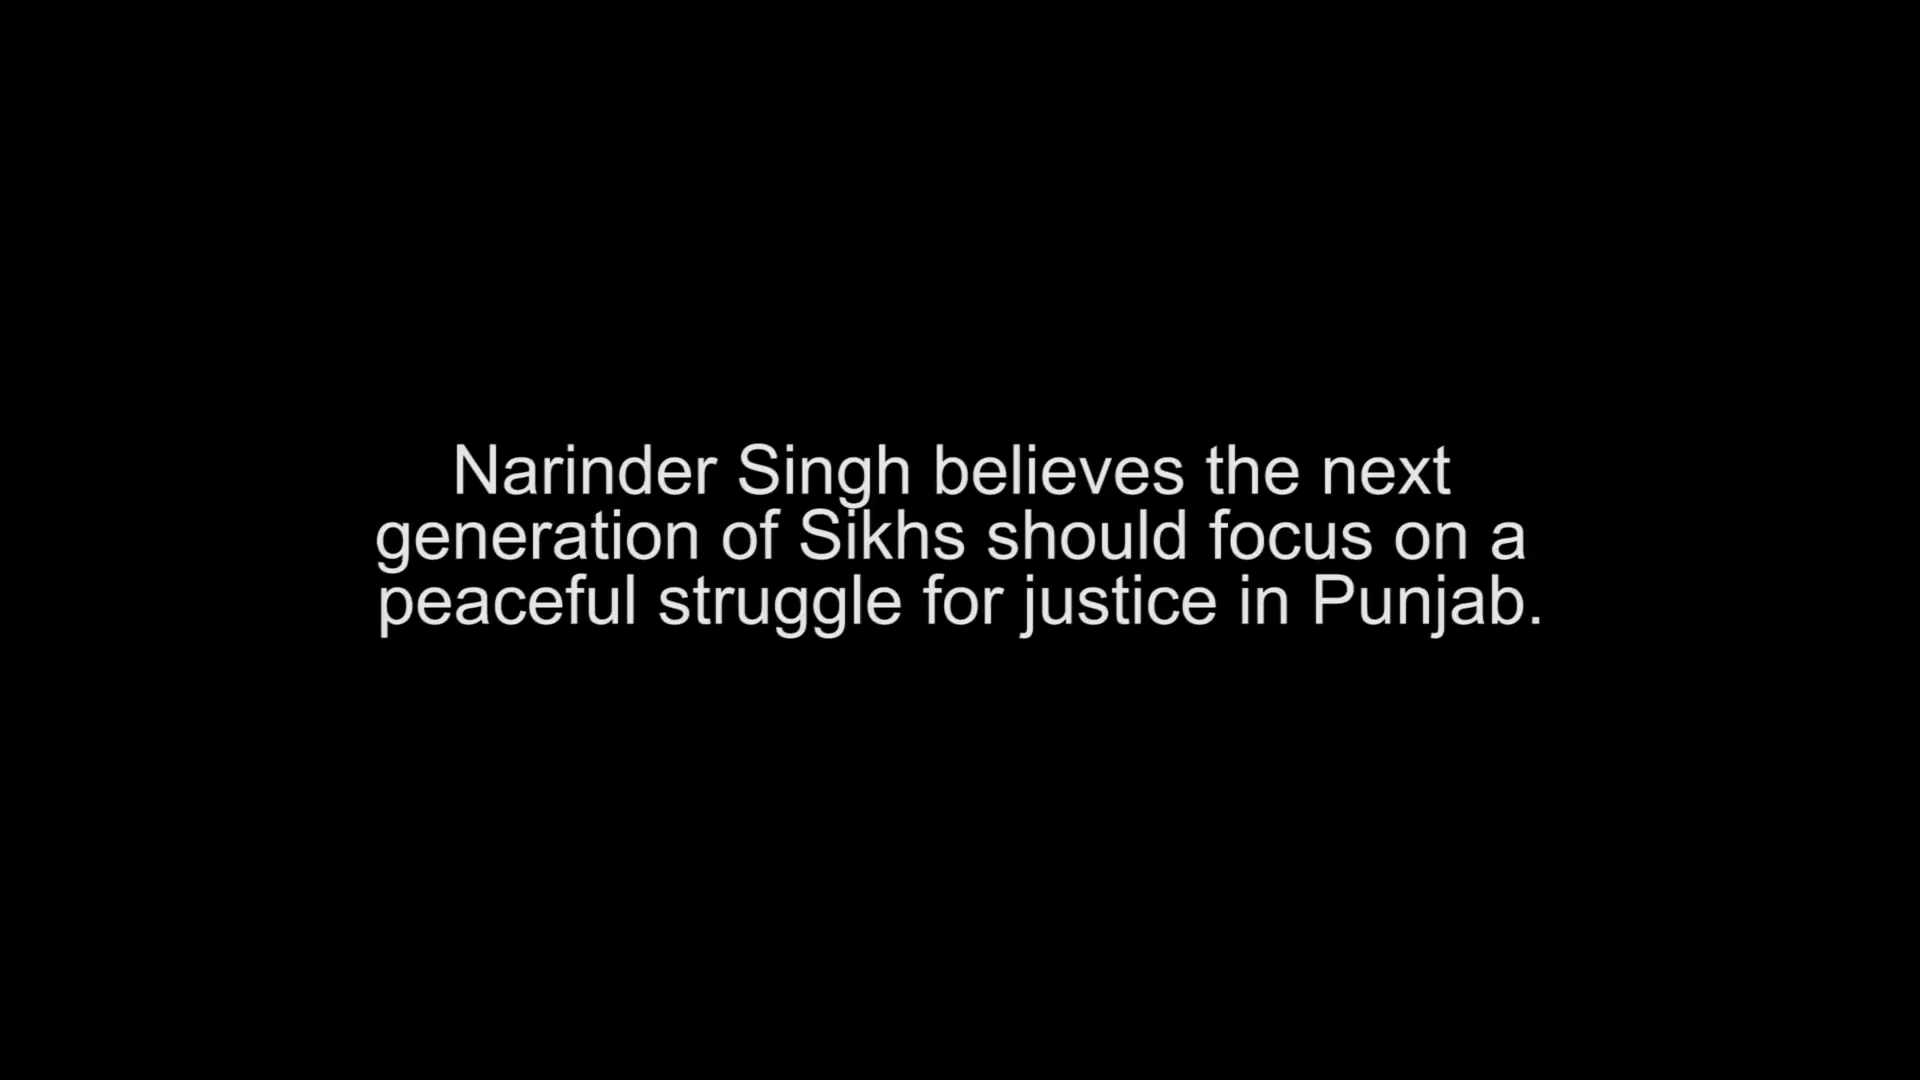 Narinder Singh believes the next
generation of Sikhs should focus on a
peaceful struggle for justice in Punjab.